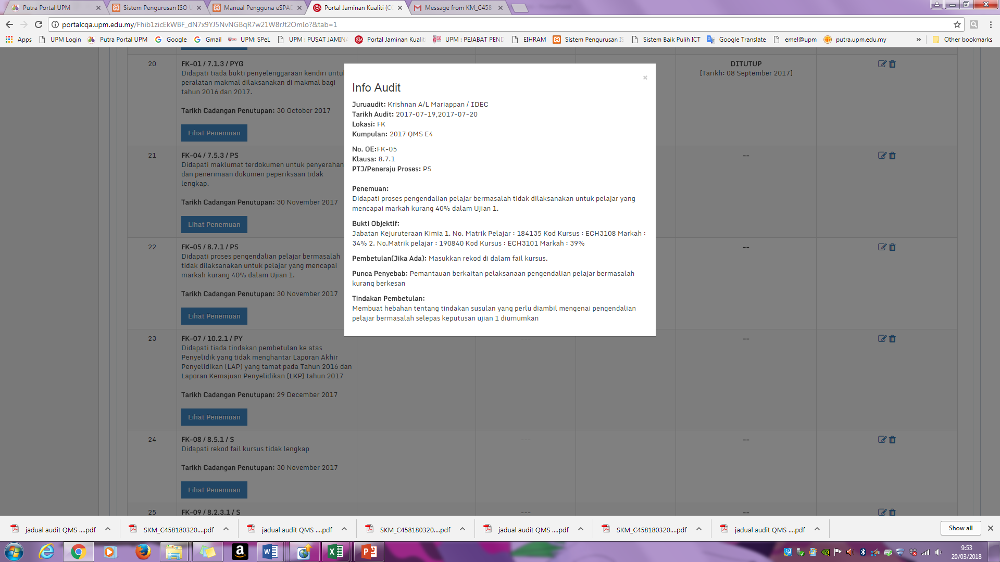 Putra Portal UPM
Sistem Pengurusan ISO U
Manual Pengguna eSPAD
Portal Jaminan Kualiti (CQ
Message from KM_C458
portalcqa.upm.edu.my/Fhib1zicEkWBF_dN7x9YJ5NvNGBqR7w21W8rJt2OmIo?&tab=1
Apps
UPM Login
Putra Portal UPM
Google
Gmail
UPM: SPeL
UPM : PUSAT JAMINA
Portal Jaminan Kualit
UPM : PEJABAT PEND
EIHRAM
Sistem Pengurusan IS
Sistem Baik Pulih ICT
Google Translate
emel@upm
putra.upm.edu.my
»
Other bookmarks
20
FK-01 / 7.1.3 / PYG
Didapati tiada bukti penyelenggaraan kendiri untu
peralatan makmal dilaksanakan di makmal bagi
tahun 2016 dan 2017.
Tarikh Cadangan Penutupan: 30 October 2017
Lihat Penemuan
DITUTUP
[Tarikh: 08 September 2017]
21
FK-04 / 7.5.3 / PS
Didapati maklumat terdokumen untuk penyerahan
dan penerimaan dokumen peperiksaan tidak
lengkap.
Tarikh Cadangan Penutupan: 30 November 2017
Lihat Penemuan
--
22
FK-05 / 8.7.1 / PS
Didapati proses pengendalian pelajar bermasalah
tidak dilaksanakan untuk pelajar yang mencapai
markah kurang 40% dalam Ujian 1.
Tarikh Cadangan Penutupan: 30 November 2017
Lihat Penemuan
--
23
FK-07 / 10.2.1 / PY
Didapati tiada tindakan pembetulan ke atas
Penyelidik yang tidak menghantar Laporan Akhir
Penyelidikan (LAP) yang tamat pada Tahun 2016 dan
Laporan Kemajuan Penyelidikan (LKP) tahun 2017
Tarikh Cadangan Penutupan: 29 December 2017
Lihat Penemuan
---
--
24
FK-08 / 8.5.1 / S
Didapati rekod fail kursus tidak lengkap
Tarikh Cadangan Penutupan: 30 November 2017
Lihat Penemuan
---
--
25
FK-09 / 8.2.3.1 / S
---
--
×
Info Audit
Juruaudit: Krishnan A/L Mariappan / IDEC
Tarikh Audit: 2017-07-19,2017-07-20
Lokasi: FK
Kumpulan: 2017 QMS E4
No. OE:FK-05
Klausa: 8.7.1
PTJ/Peneraju Proses: PS
Penemuan:
Didapati proses pengendalian pelajar bermasalah tidak dilaksanakan untuk pelajar yang
mencapai markah kurang 40% dalam Ujian 1.
Bukti Objektif:
Jabatan Kejuruteraan Kimia 1. No. Matrik Pelajar : 184135 Kod Kursus : ECH3108 Markah :
34% 2. No.Matrik pelajar : 190840 Kod Kursus : ECH3101 Markah : 39%
Pembetulan(Jika Ada): Masukkan rekod di dalam fail kursus.
Punca Penyebab: Pemantauan berkaitan pelaksanaan pengendalian pelajar bermasalah
kurang berkesan
Tindakan Pembetulan:
Membuat hebahan tentang tindakan susulan yang perlu diambil mengenai pengendalian
pelajar bermasalah selepas keputusan ujian 1 diumumkan
jadual audit QMS ....pdf
SKM_C458180320....pdf
jadual audit QMS ....pdf
SKM_C458180320....pdf
jadual audit QMS ....pdf
SKM_C458180320....pdf
jadual audit QMS ....pdf
Show all
9:53
20/03/2018